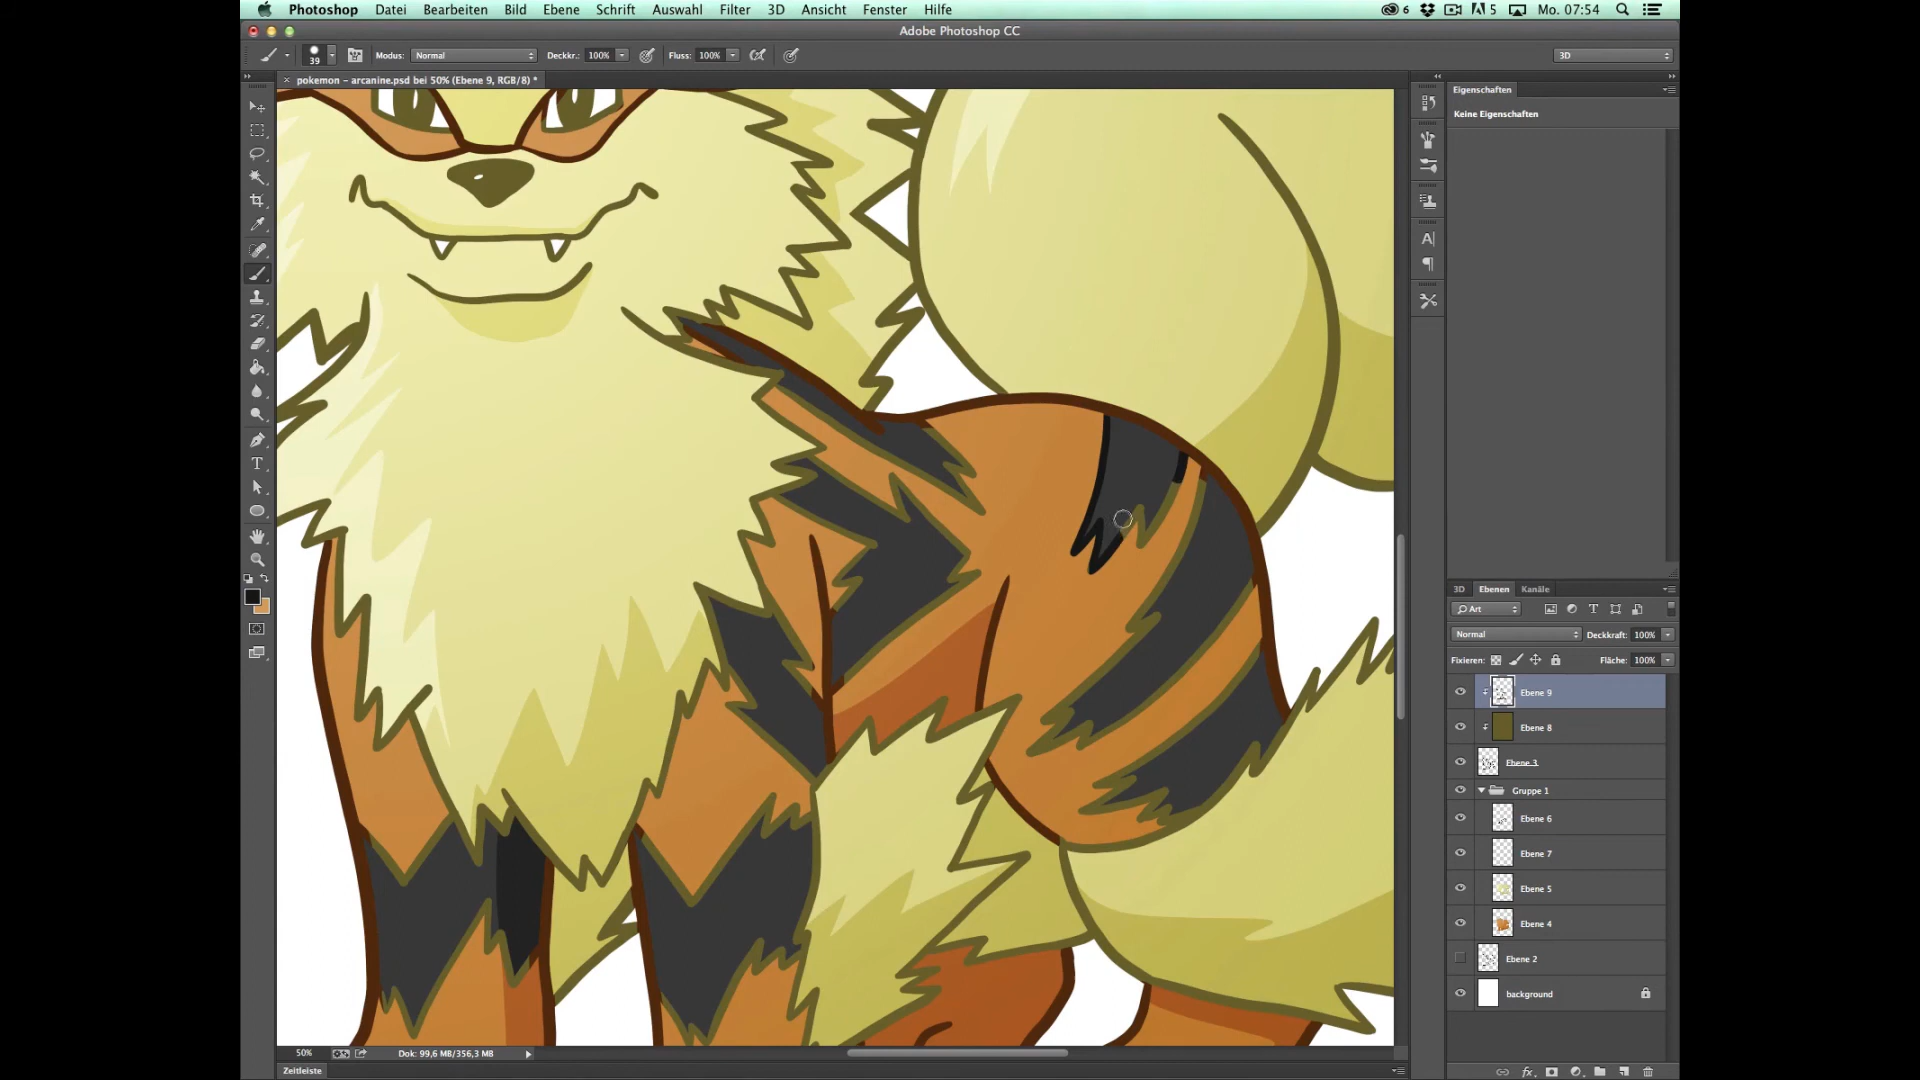 Photoshop Datei Bearbeiten Bild Ebene Schrift Auswahl Filter 3D Ansicht Fenster Hilfe 6 5 Mo. 07:54
Adobe Photoshop CC
39 Modus: Normal Deckkr.: 100% Fluss: 100% 3D
× pokemon – arcanine.psd bei 50% (Ebene 9, RGB/8) *
Eigenschaften
Keine Eigenschaften
3D Ebenen Kanäle
Art
Normal Deckkraft: 100%
Fixieren: Fläche: 100%
Ebene 9
Ebene 8
Ebene 3
Gruppe 1
Ebene 6
Ebene 7
Ebene 5
Ebene 4
Ebene 2
background
50% Dok: 99,6 MB/356,3 MB
Zeitleiste